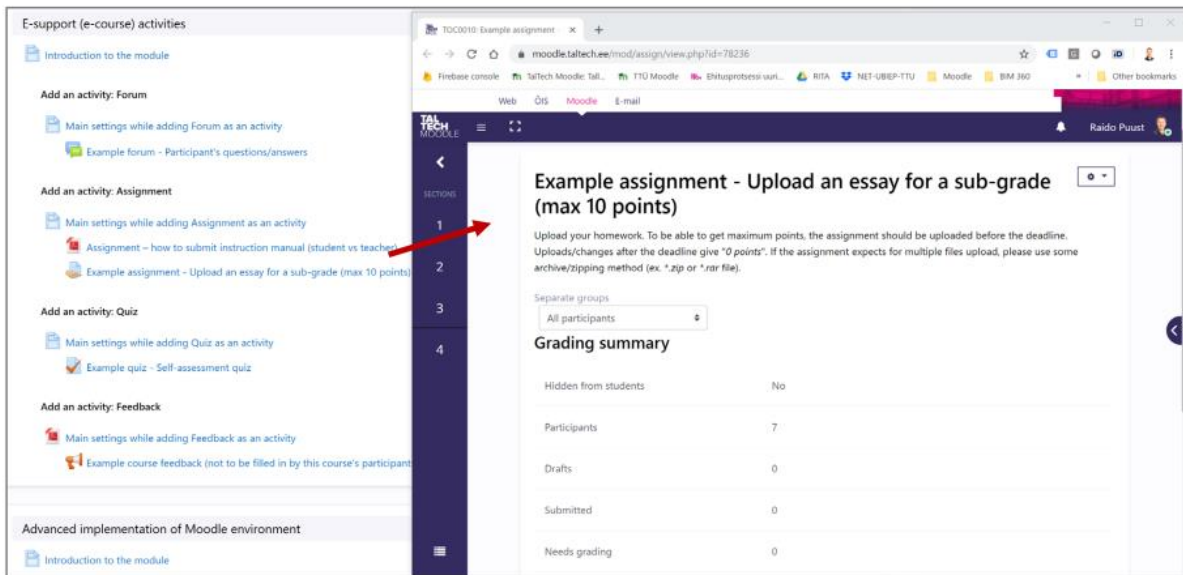 E-support (e-course) activities
Introduction to the module
Add an activity: Forum
Main settings while adding Forum as an activity
Example forum - Participant's questions/answers
Add an activity: Assignment
Main settings while adding Assignment as an activity
Assignment – how to submit instruction manual (student vs teacher)
Example assignment - Upload an essay for a sub-grade (max 10 points)
Add an activity: Quiz
Main settings while adding Quiz as an activity
Example quiz - Self-assessment quiz
Add an activity: Feedback
Main settings while adding Feedback as an activity
Example course feedback (not to be filled in by this course's participant
Advanced implementation of Moodle environment
Introduction to the module
TOC0010: Example assignment
moodle.taltech.ee/mod/assign/view.php?id=78236
Firebase console TalTech Moodle: Tall... TTÜ Moodle Ehitusprotsessi uuri... RITA NET-UBIEP-TTU Moodle BIM 360 » Other bookmarks
Web ÕIS Moodle E-mail
TAL
TECH
MOODLE
Raido Puust
SECTIONS
1
2
3
4
Example assignment - Upload an essay for a sub-grade
(max 10 points)
Upload your homework. To be able to get maximum points, the assignment should be uploaded before the deadline.
Uploads/changes after the deadline give "0 points". If the assignment expects for multiple files upload, please use some
archive/zipping method (ex. *.zip or *.rar file).
Separate groups
All participants
Grading summary
Hidden from students No
Participants 7
Drafts 0
Submitted 0
Needs grading 0